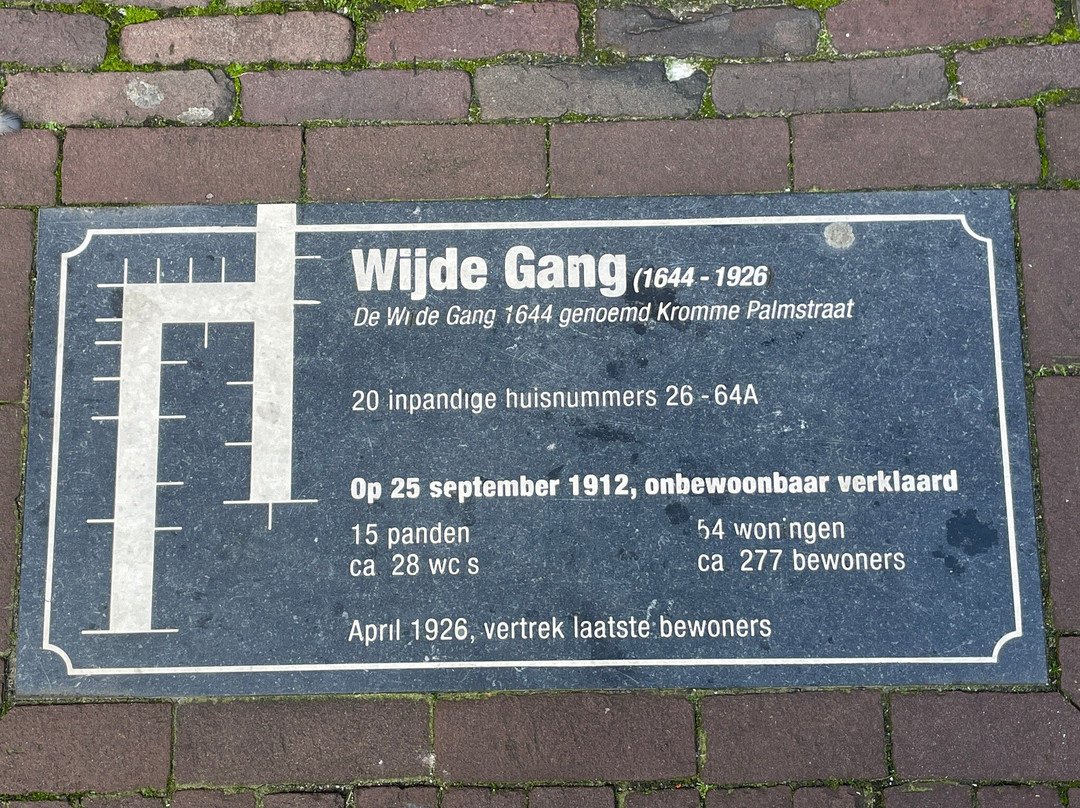 Wijde Gang (1644 - 1926
De Wijde Gang 1644 genoemd Kromme Palmstraat
20 inpandige huisnummers 26 - 64A
Op 25 september 1912, onbewoonbaar verklaard
15 panden 54 woningen
ca 28 wc s ca 277 bewoners
April 1926, vertrek laatste bewoners